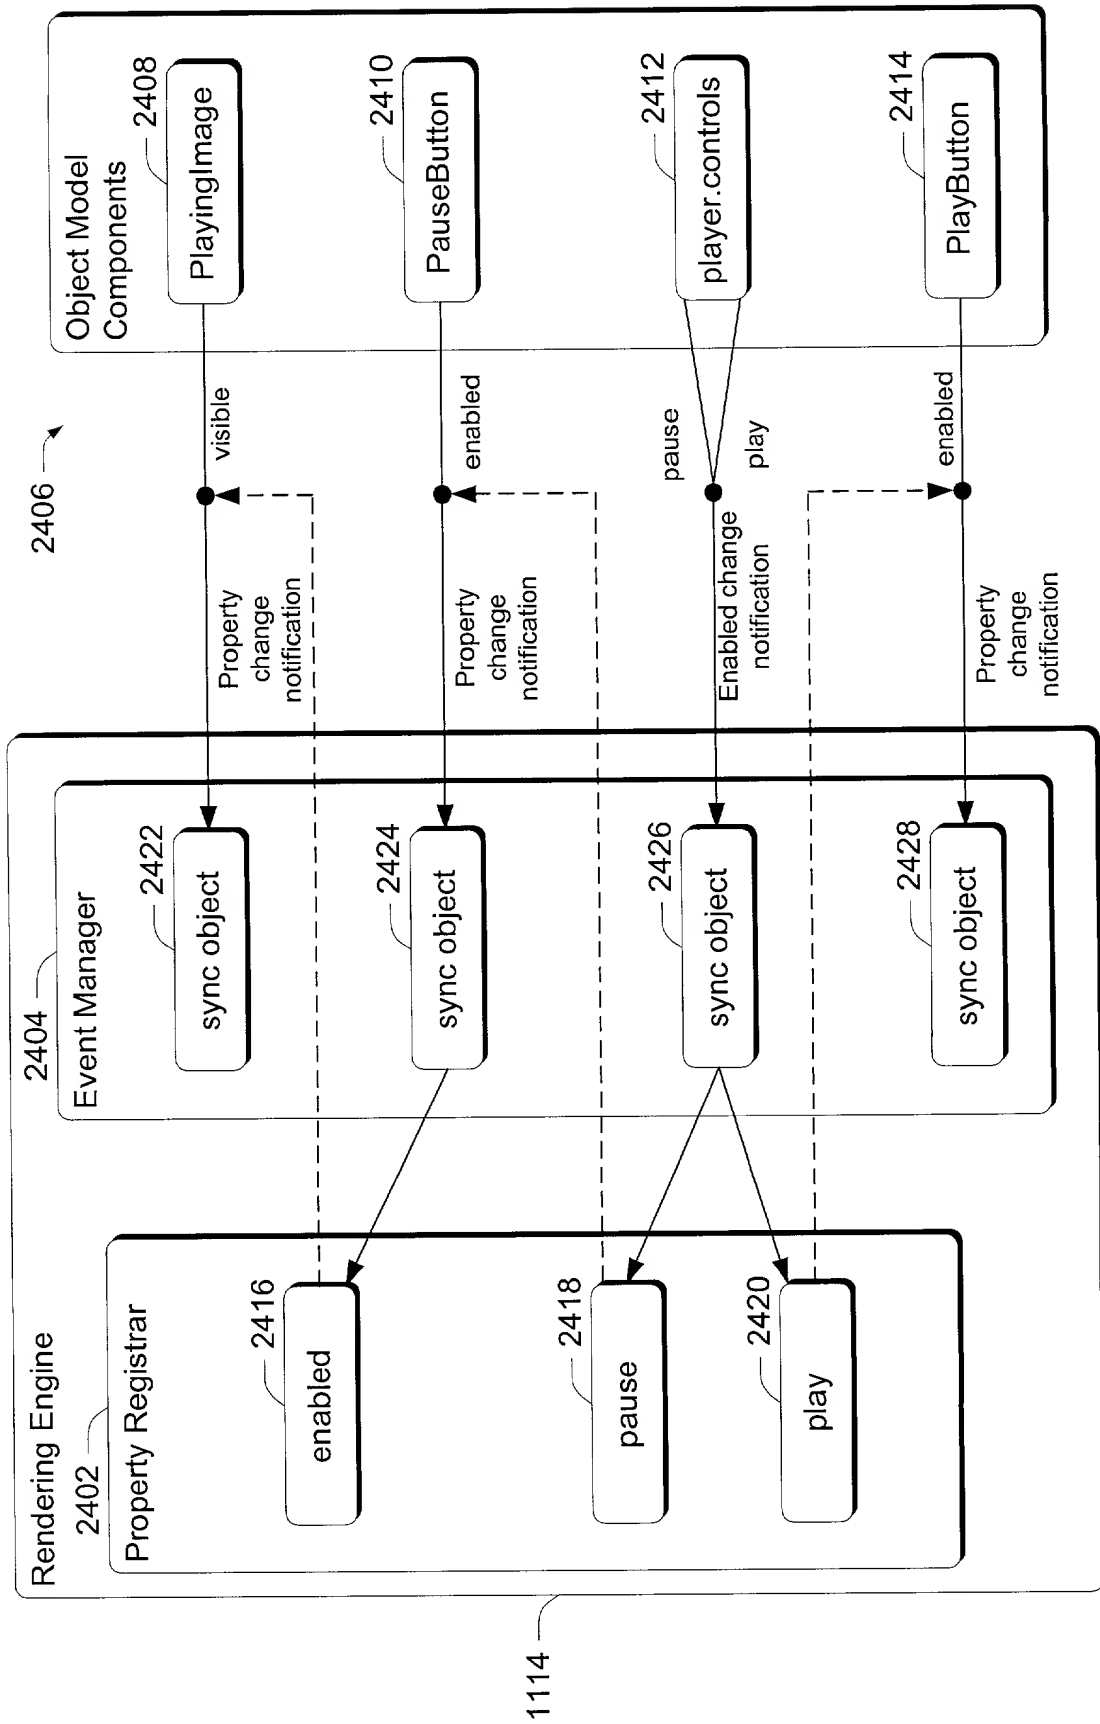 2406
Rendering Engine
2404
Event Manager
2402
Property Registrar
Object Model
Components
2408
PlayingImage
visible
Property
change
notification
2422
sync object
2416
enabled
2410
PauseButton
enabled
Property
change
notification
2424
sync object
2418
pause
2412
player.controls
pause
play
Enabled change
notification
2426
sync object
2420
play
2414
PlayButton
enabled
Property
change
notification
2428
sync object
1114